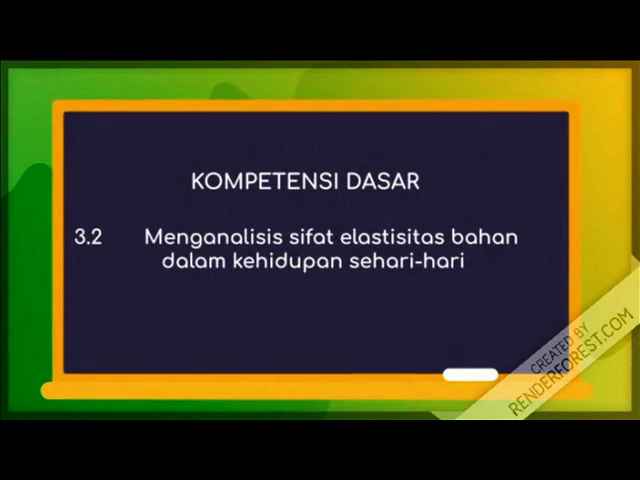 KOMPETENSI DASAR
3.2 Menganalisis sifat elastisitas bahan
dalam kehidupan sehari-hari
CREATED BY
RENDERFOREST.COM